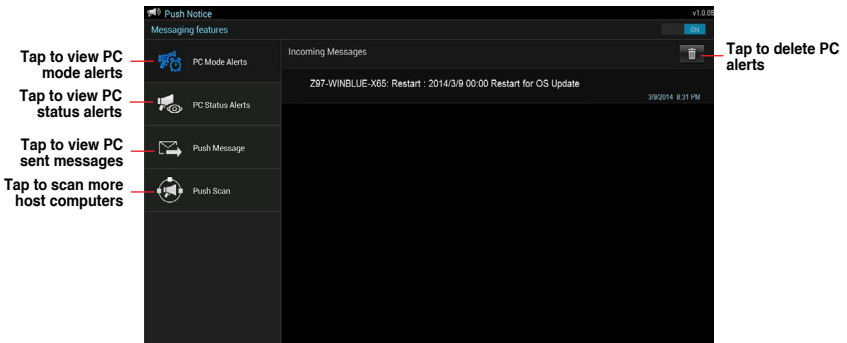 Push Notice
v1.0.05
Messaging features
ON
Tap to view PC
mode alerts
PC Mode Alerts
Incoming Messages
Tap to delete PC
alerts
Z97-WINBLUE-X65: Restart : 2014/3/9 00:00 Restart for OS Update
3/9/2014 8:31 PM
Tap to view PC
status alerts
PC Status Alerts
Tap to view PC
sent messages
Push Message
Tap to scan more
host computers
Push Scan